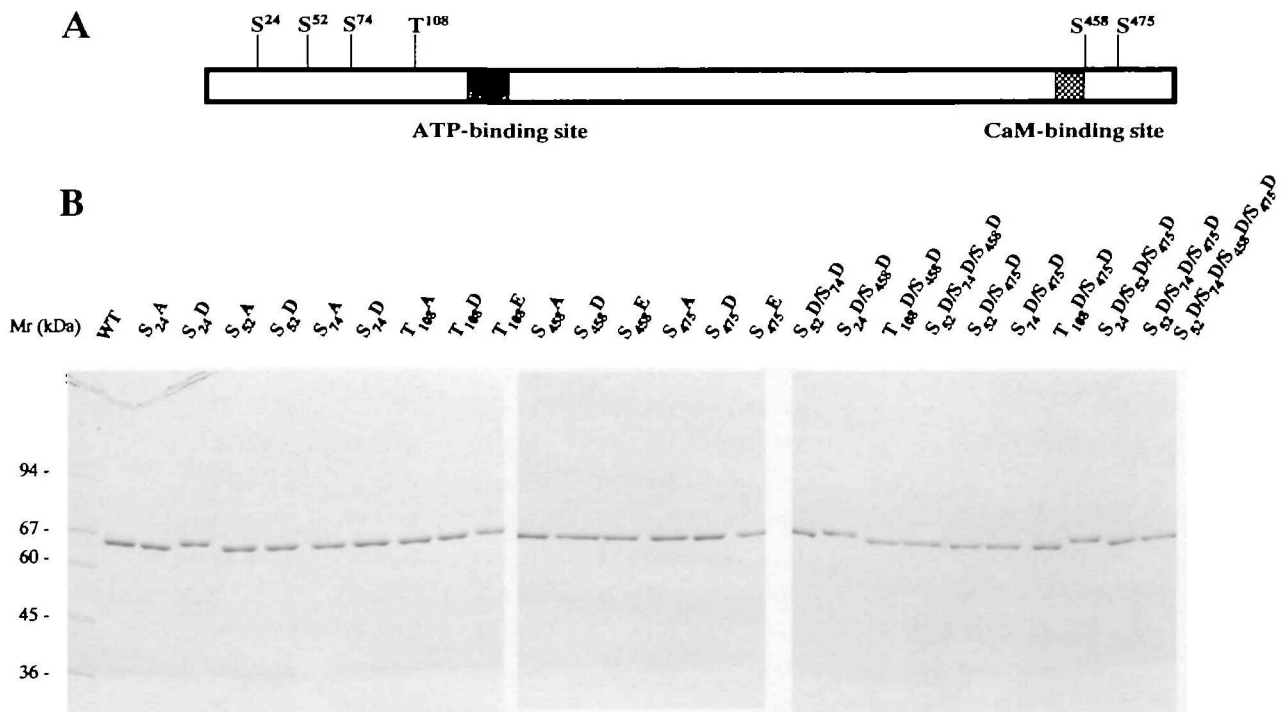 A
S24 S52 S74 T108 S458 S475
ATP-binding site CaM-binding site
B
Mr (kDa)
WT
S24A
S24D
S52A
S52D
S74A
S74D
T108A
T108D
T108E
S458A
S458D
S458E
S475A
S475D
S475E
S52D/S74D
S24D/S458D
T108D/S458D
S52D/S74D/S458D
S52D/S475D
S74D/S475D
T108D/S475D
S24D/S52D/S475D
S52D/S74D/S475D
S52D/S74D/S458D/S475D
94 -
67 -
60 -
45 -
36 -